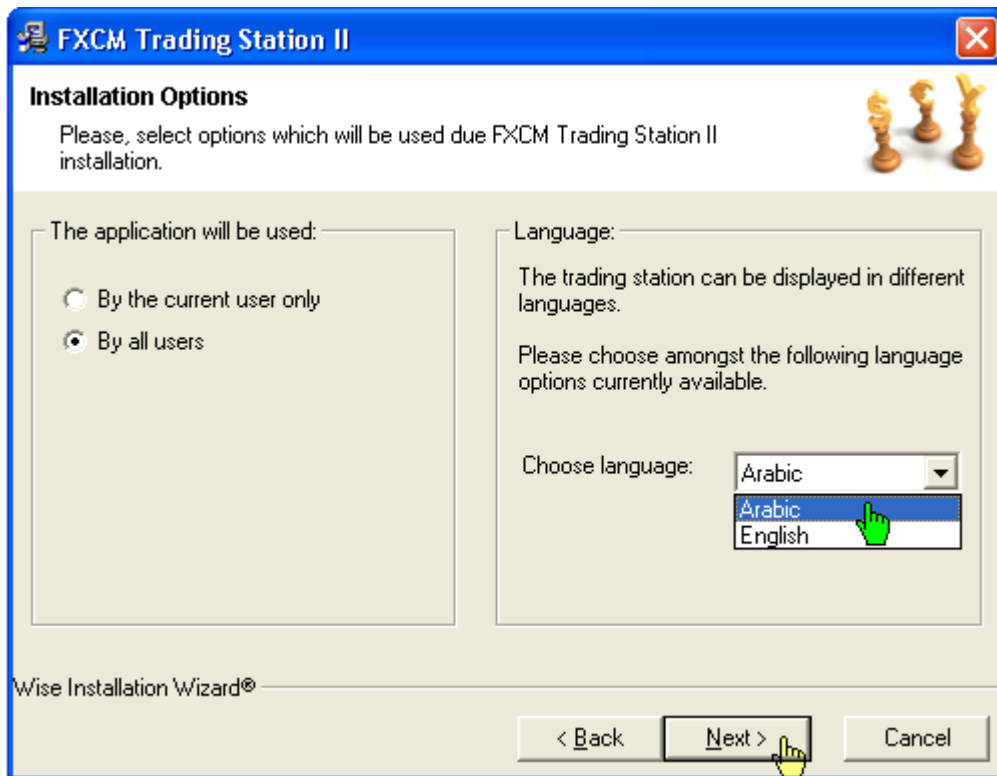 FXCM Trading Station II
Installation Options
Please, select options which will be used due FXCM Trading Station II
installation.
The application will be used:
By the current user only
By all users
Language:
The trading station can be displayed in different
languages.
Please choose amongst the following language
options currently available.
Choose language:
Arabic
Arabic
English
Wise Installation Wizard®
< Back
Next >
Cancel